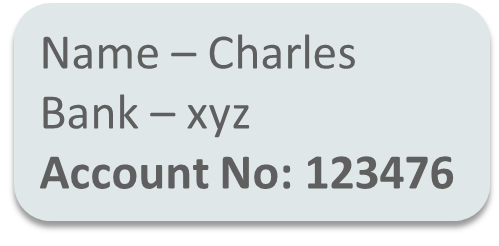 Name – Charles
Bank – xyz
Account No: 123476